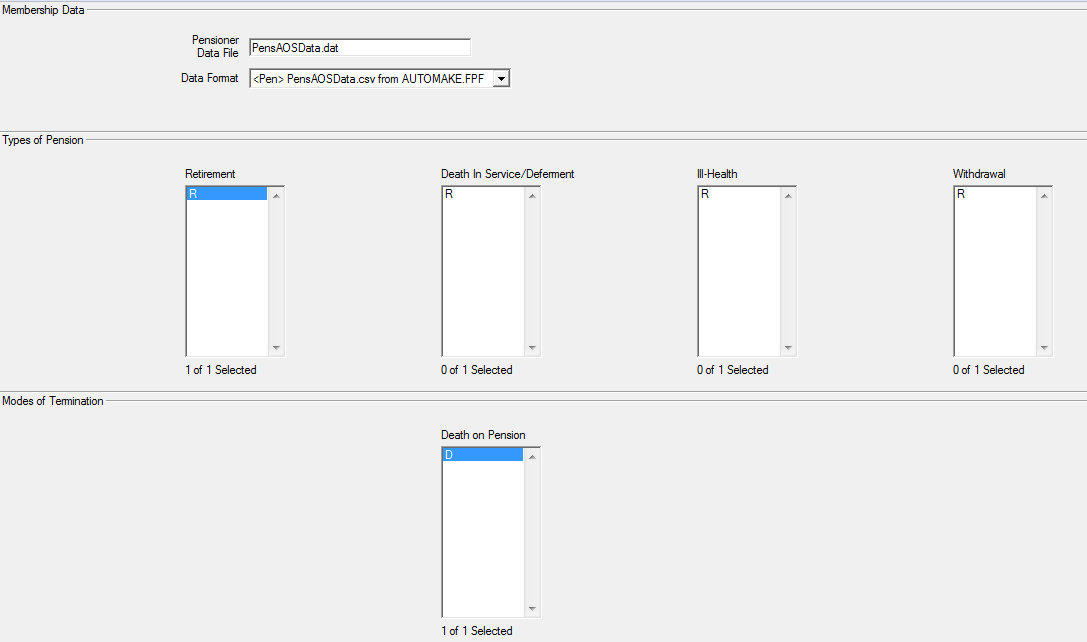 Membership Data
Pensioner
Data File
PensAOSData.dat
Data Format
<Pen> PensAOSData.csv from AUTOMAKE.FPF
Types of Pension
Retirement
Death In Service/Deferment
Ill-Health
Withdrawal
R
R
R
R
1 of 1 Selected
0 of 1 Selected
0 of 1 Selected
0 of 1 Selected
Modes of Termination
Death on Pension
D
1 of 1 Selected